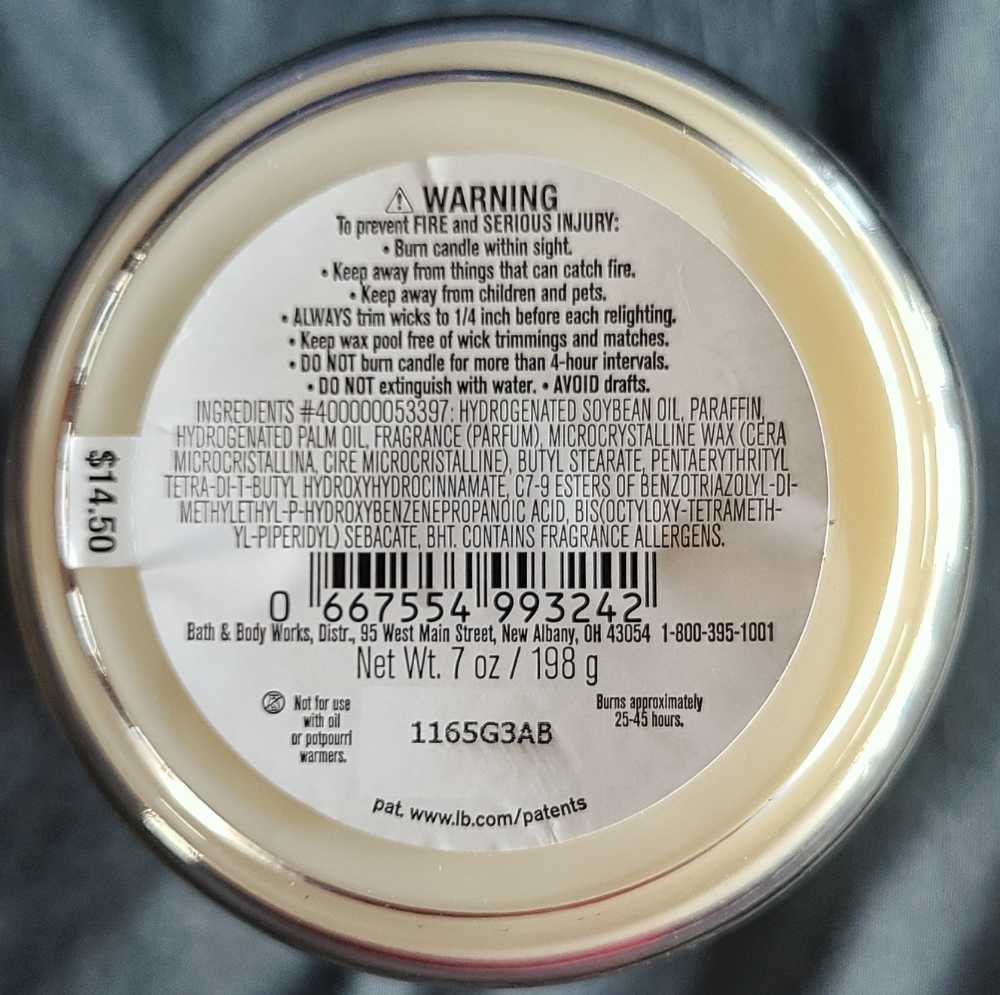 WARNING
To prevent FIRE and SERIOUS INJURY:
• Burn candle within sight.
• Keep away from things that can catch fire.
• Keep away from children and pets.
• ALWAYS trim wicks to 1/4 inch before each relighting.
• Keep wax pool free of wick trimmings and matches.
• DO NOT burn candle for more than 4-hour intervals.
• DO NOT extinguish with water. • AVOID drafts.
INGREDIENTS #400000053397: HYDROGENATED SOYBEAN OIL, PARAFFIN,
HYDROGENATED PALM OIL, FRAGRANCE (PARFUM), MICROCRYSTALLINE WAX (CERA
MICROCRISTALLINA, CIRE MICROCRISTALLINE), BUTYL STEARATE, PENTAERYTHRITYL
TETRA-DI-T-BUTYL HYDROXYHYDROCINNAMATE, C7-9 ESTERS OF BENZOTRIAZOLYL-DI-
METHYLETHYL-P-HYDROXYBENZENEPROPANOIC ACID, BIS(OCTYLOXY-TETRAMETH-
YL-PIPERIDYL) SEBACATE, BHT. CONTAINS FRAGRANCE ALLERGENS.
$14.50
0 667554 993242
Bath & Body Works, Distr., 95 West Main Street, New Albany, OH 43054 1-800-395-1001
Net Wt. 7 oz / 198 g
Not for use
with oil
or potpourri
warmers.
1165G3AB
Burns approximately
25-45 hours.
pat. www.lb.com/patents